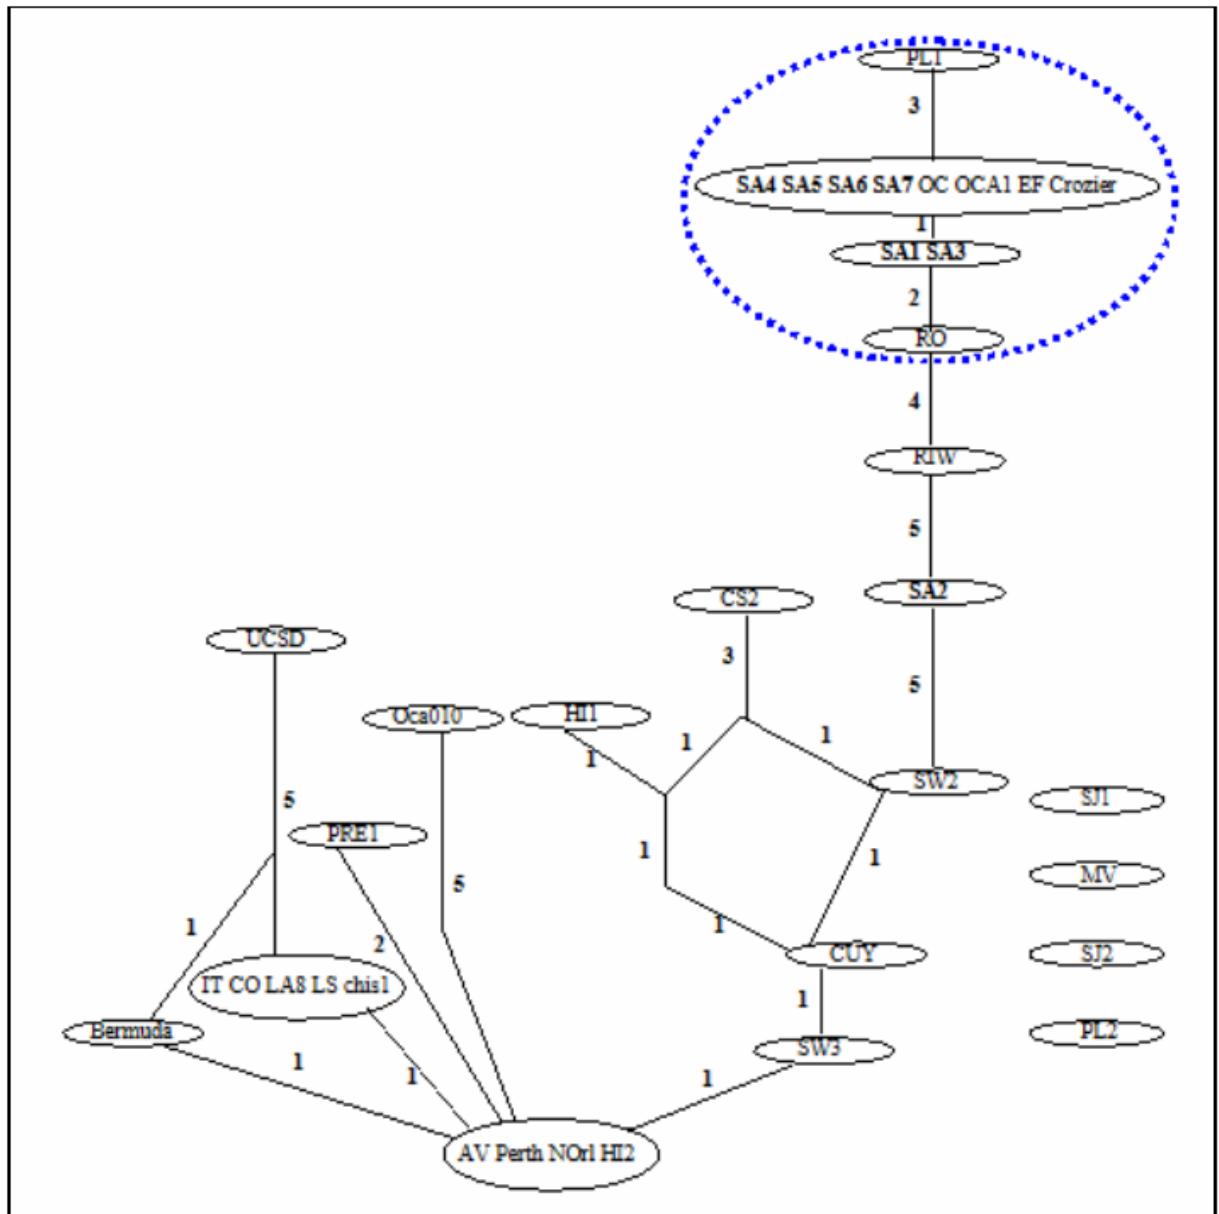 PL1
3
SA4 SA5 SA6 SA7 OC OCA1 EF Crozier
1
SA1 SA3
2
RO
4
RIW
5
SA2
CS2
UCSD
3
5
Oca010
HI1
1
1
1
SW2
5
SJ1
PRE1
1
1
MV
5
1
1
2
CUY
SJ2
IT CO LA8 LS chis1
1
Bermuda
PL2
SW3
1
1
1
AV Perth NOrl HI2